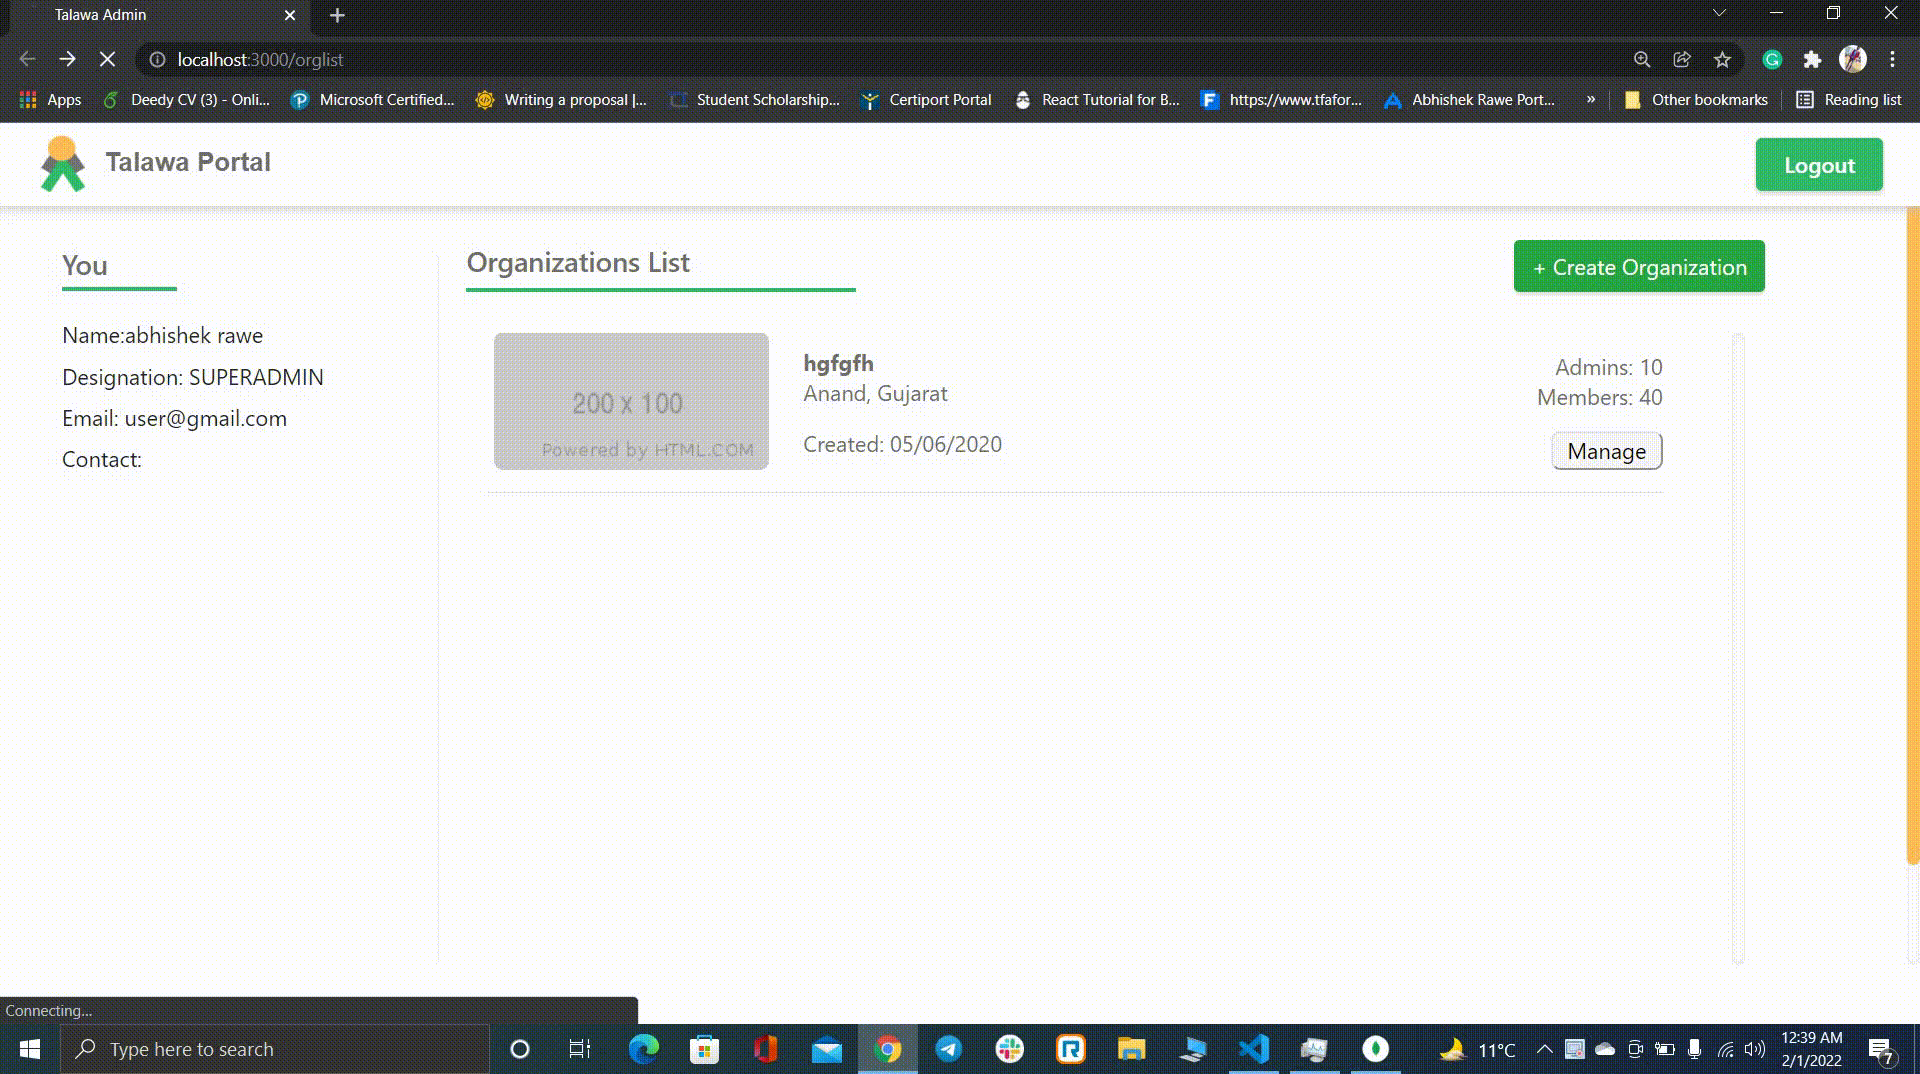 Talawa Admin
localhost:3000/orglist
Apps
Deedy CV (3) - Onli...
Microsoft Certified...
Writing a proposal |...
Student Scholarship...
Certiport Portal
React Tutorial for B...
https://www.tfafor...
Abhishek Rawe Port...
»
Other bookmarks
Reading list
Talawa Portal
Logout
You
Name:abhishek rawe
Designation: SUPERADMIN
Email: user@gmail.com
Contact:
Organizations List
+ Create Organization
200 x 100
Powered by HTML.COM
hgfgfh
Anand, Gujarat
Created: 05/06/2020
Admins: 10
Members: 40
Manage
Connecting...
Type here to search
11°C
12:39 AM
2/1/2022
7